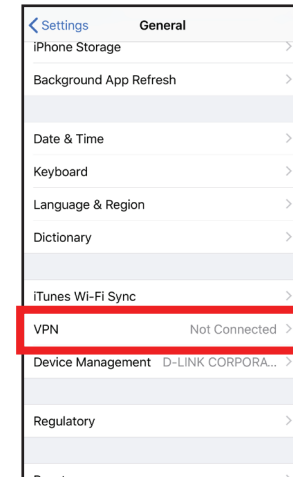 Settings General
iPhone Storage
Background App Refresh
Date & Time
Keyboard
Language & Region
Dictionary
iTunes Wi-Fi Sync
VPN Not Connected
Device Management D-LINK CORPORA...
Regulatory